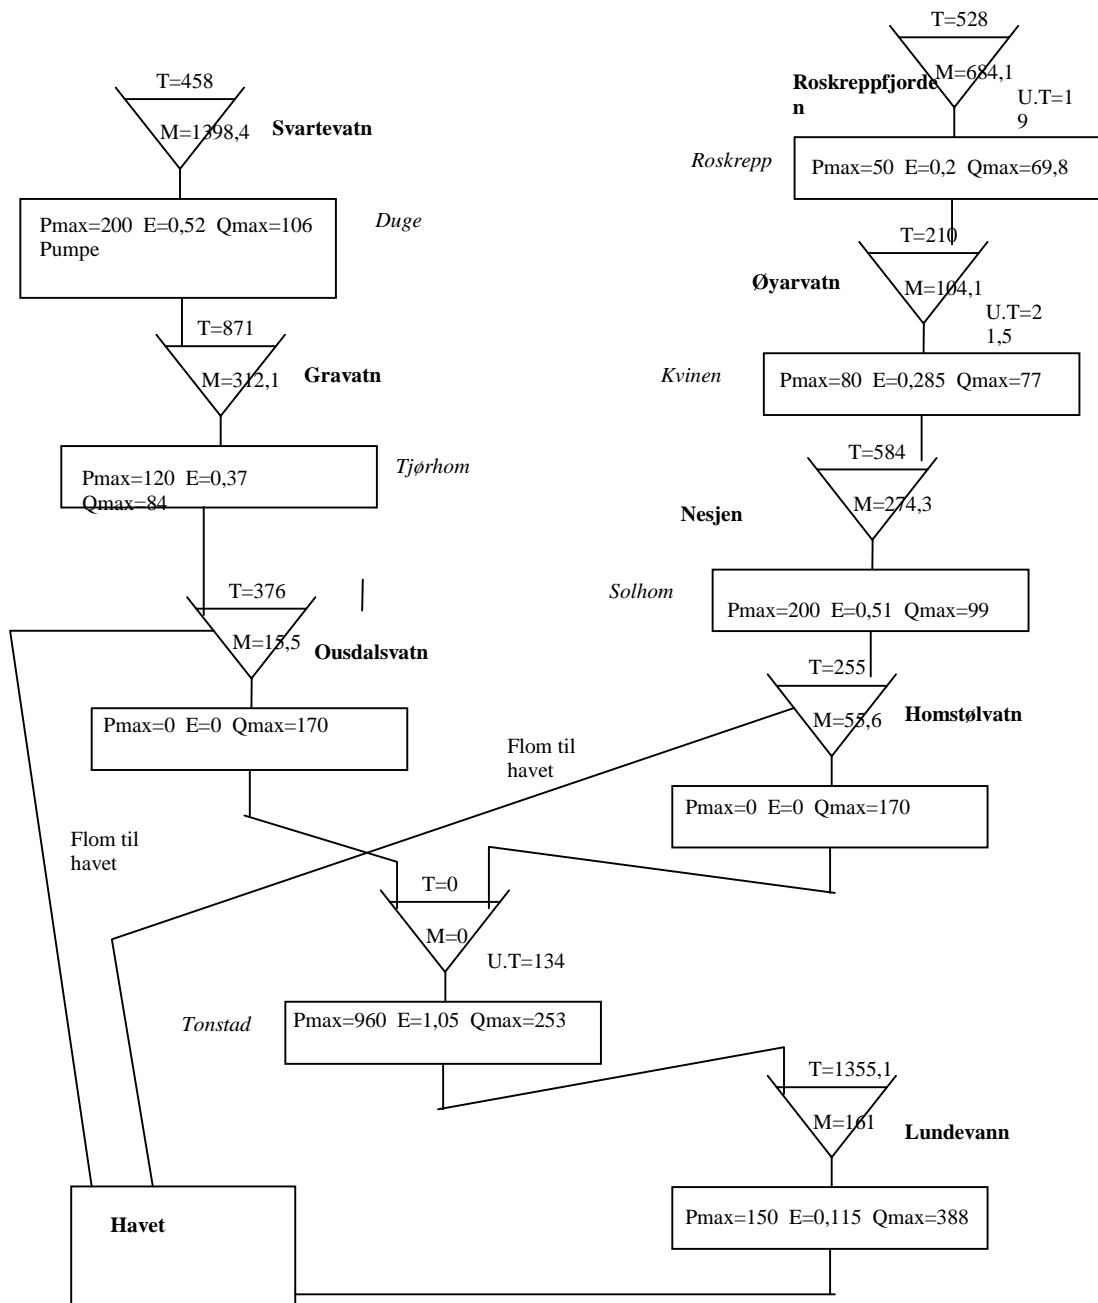 T=528
M=684,1
Roskreppfjorde
n
U.T=1
9
Roskrepp
Pmax=50 E=0,2 Qmax=69,8
T=458
M=1398,4
Svartevatn
Pmax=200 E=0,52 Qmax=106
Pumpe
Duge
T=210
M=104,1
Øyarvatn
U.T=2
1,5
Kvinen
Pmax=80 E=0,285 Qmax=77
T=871
M=312,1
Gravatn
Pmax=120 E=0,37
Qmax=84
Tjørhom
T=584
M=274,3
Nesjen
Solhom
Pmax=200 E=0,51 Qmax=99
T=376
M=15,5
Ousdalsvatn
Pmax=0 E=0 Qmax=170
T=255
M=55,6
Homstølvatn
Flom til
havet
Pmax=0 E=0 Qmax=170
Flom til
havet
T=0
M=0
U.T=134
Tonstad
Pmax=960 E=1,05 Qmax=253
T=1355,1
M=161
Lundevann
Pmax=150 E=0,115 Qmax=388
Havet